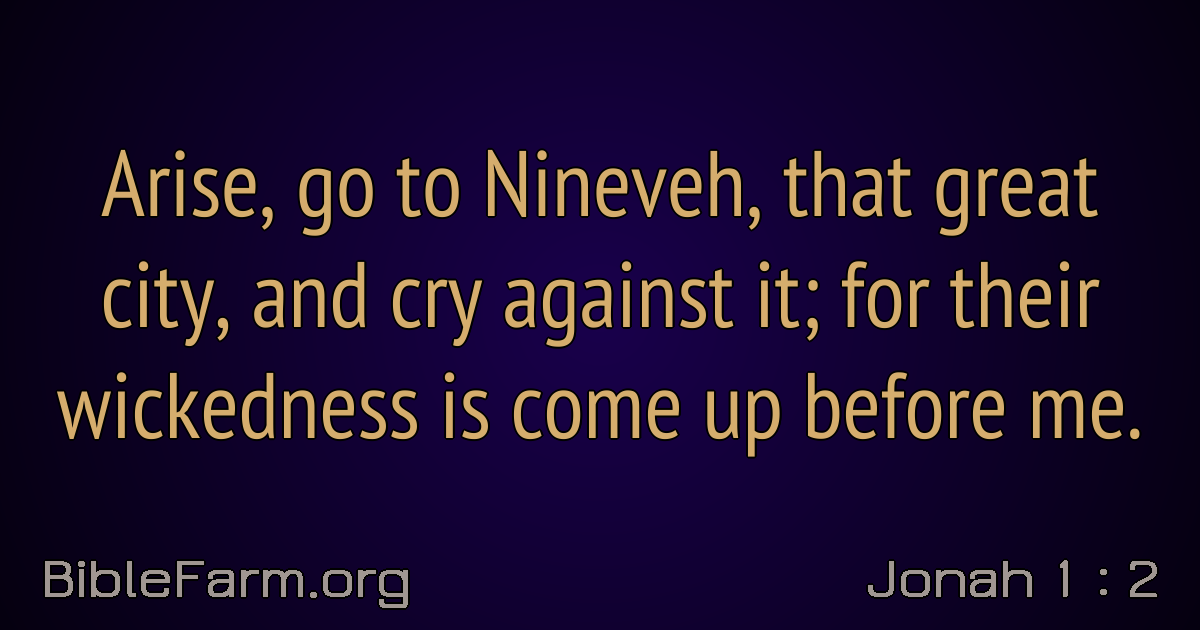 Arise, go to Nineveh, that great
city, and cry against it; for their
wickedness is come up before me.
BibleFarm.org
Jonah 1 : 2